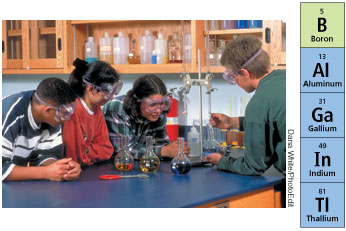 Dana White/PhotoEdit
5
B
Boron
13
Al
Aluminum
31
Ga
Gallium
49
In
Indium
81
Tl
Thallium